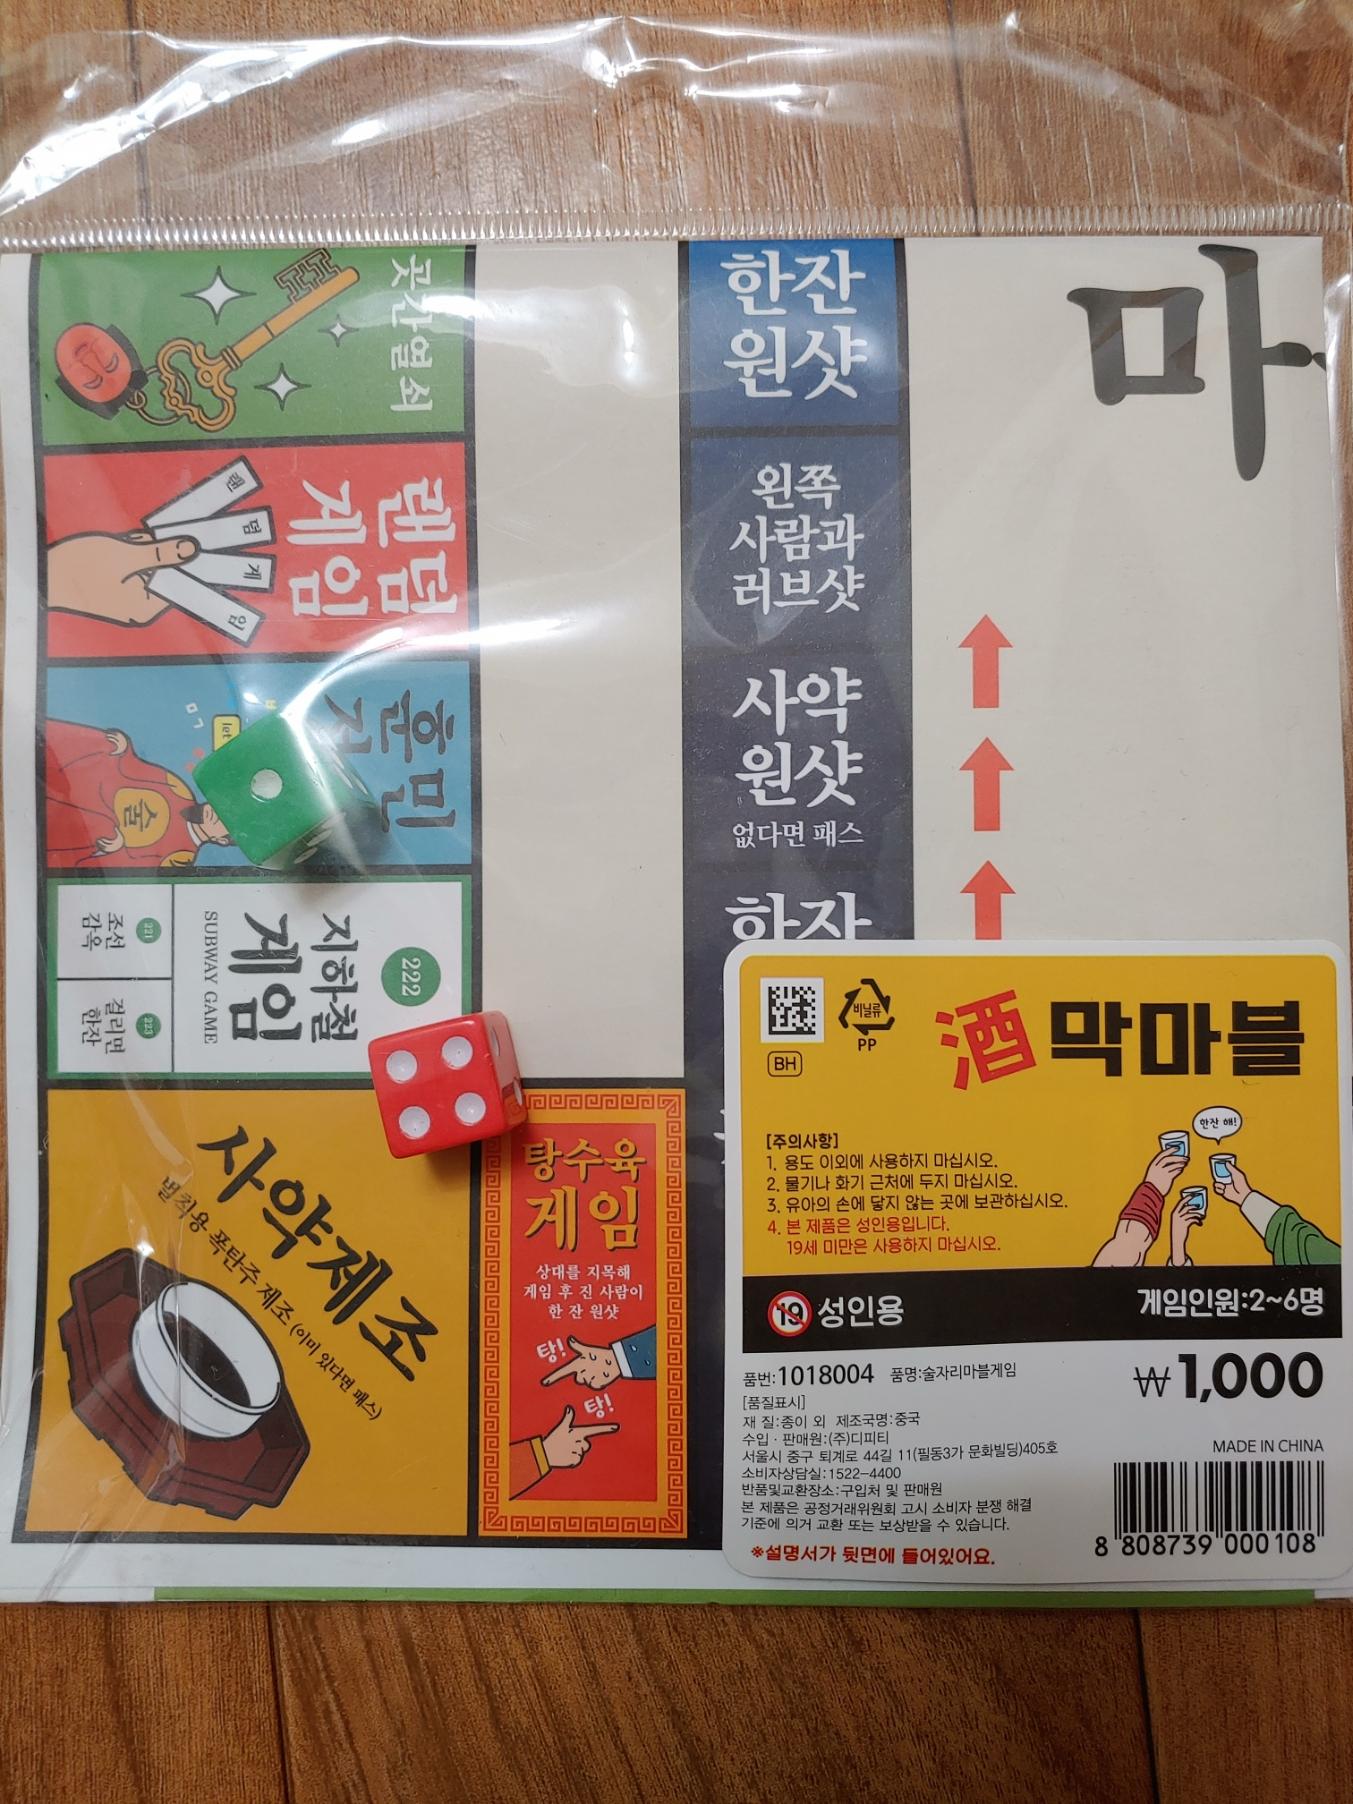 곳간열쇠
랜덤
게임
랜
덤
게
임
훈민
ㅁㄱ
let
술
222
지하철
게임
SUBWAY GAME
221
조선
감옥
223
걸리면
한잔
사약제조
벌칙용 폭탄주 제조 (이미 있다면 패스)
탕수육
게임
상대를 지목해
게임 후 진 사람이
한 잔 원샷
탕!
탕!
한잔
원샷
왼쪽
사람과
러브샷
사약
원샷
없다면 패스
한잔
마
비닐류
PP
BH
酒막마블
한잔 해!
[주의사항]
1. 용도 이외에 사용하지 마십시오.
2. 물기나 화기 근처에 두지 마십시오.
3. 유아의 손에 닿지 않는 곳에 보관하십시오.
4. 본 제품은 성인용입니다.
19세 미만은 사용하지 마십시오.
19 성인용
게임인원:2~6명
품번:1018004 품명:술자리마블게임
₩1,000
[품질표시]
재 질:종이 외 제조국명:중국
수입 · 판매원:(주)디피티
서울시 중구 퇴계로 44길 11(필동3가 문화빌딩)405호
소비자상담실:1522-4400
반품및교환장소:구입처 및 판매원
본 제품은 공정거래위원회 고시 소비자 분쟁 해결
기준에 의거 교환 또는 보상받을 수 있습니다.
※설명서가 뒷면에 들어있어요.
MADE IN CHINA
8 808739 000108